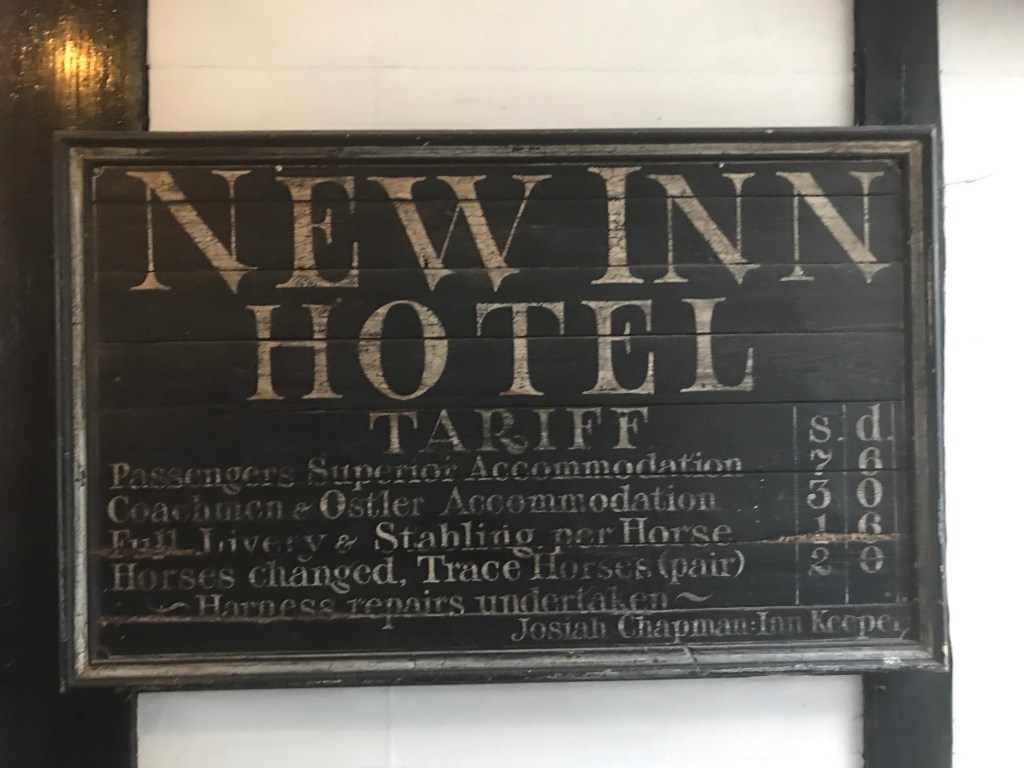 NEW INN
HOTEL
TARIFF s. d.
Passengers Superior Accommodation 7 6
Coachmen & Ostler Accommodation 3 0
Full Livery & Stabling per Horse 1 6
Horses changed, Trace Horses (pair) 2 0
~ Harness repairs undertaken ~
Josiah Chapman: Inn Keeper